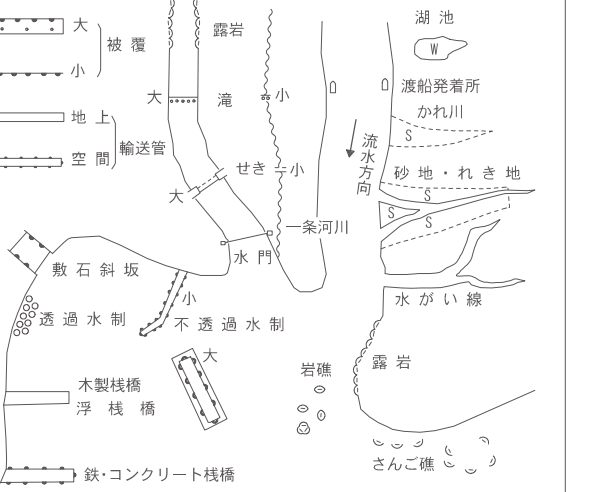 大
被覆
小
地上
輸送管
空間
露岩
大
滝
小
せき
小
大
一条河川
水門
流水方向
湖池
W
渡船発着所
かれ川
S
砂地・れき地
S
S
S
敷石斜坂
小
透過水制
不透過水制
水がい線
大
岩礁
露岩
木製桟橋
浮桟橋
さんご礁
鉄・コンクリート桟橋